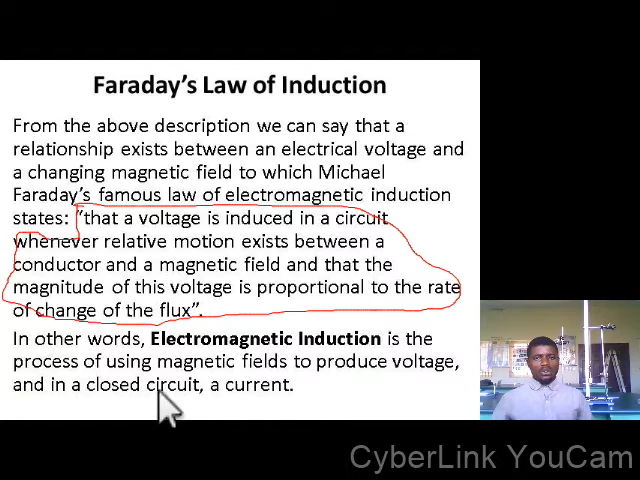 Faraday's Law of Induction
From the above description we can say that a
relationship exists between an electrical voltage and
a changing magnetic field to which Michael
Faraday's famous law of electromagnetic induction
states: "that a voltage is induced in a circuit
whenever relative motion exists between a
conductor and a magnetic field and that the
magnitude of this voltage is proportional to the rate
of change of the flux".
In other words, Electromagnetic Induction is the
process of using magnetic fields to produce voltage,
and in a closed circuit, a current.
CyberLink YouCam